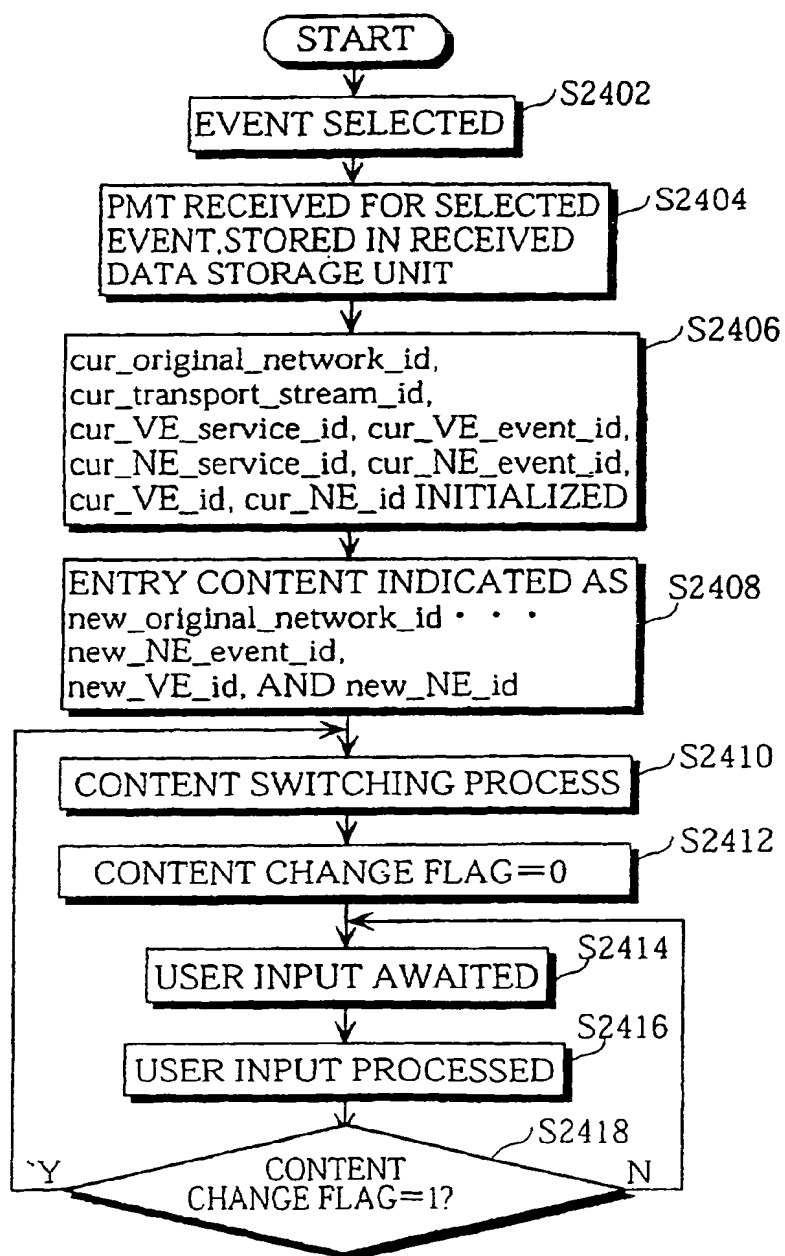 START
S2402
EVENT SELECTED
S2404
PMT RECEIVED FOR SELECTED
EVENT,STORED IN RECEIVED
DATA STORAGE UNIT
S2406
cur_original_network_id,
cur_transport_stream_id,
cur_VE_service_id, cur_VE_event_id,
cur_NE_service_id, cur_NE_event_id,
cur_VE_id, cur_NE_id INITIALIZED
S2408
ENTRY CONTENT INDICATED AS
new_original_network_id・・・
new_NE_event_id,
new_VE_id, AND new_NE_id
S2410
CONTENT SWITCHING PROCESS
S2412
CONTENT CHANGE FLAG=0
S2414
USER INPUT AWAITED
S2416
USER INPUT PROCESSED
S2418
Y
CONTENT
CHANGE FLAG=1?
N